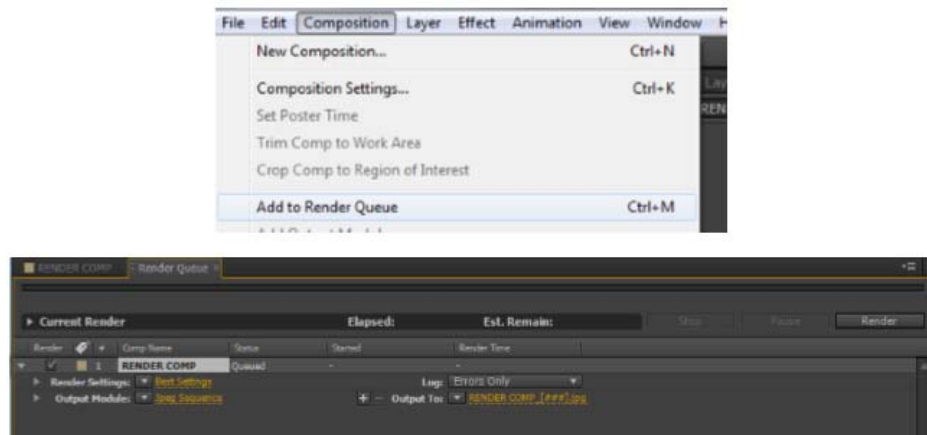 File Edit Composition Layer Effect Animation View Window H
New Composition... Ctrl+N
Composition Settings... Ctrl+K
Set Poster Time
Trim Comp to Work Area
Crop Comp to Region of Interest
Add to Render Queue Ctrl+M
Lay
REN
RENDER COMP Render Queue
Current Render Elapsed: Est. Remain: Stop Pause Render
Render # Comp Name Status Started Render Time
1 RENDER COMP Queued - -
Render Settings: Best Settings Log: Errors Only
Output Module: Jpeg Sequence + - Output To: RENDER COMP_[###].jpg